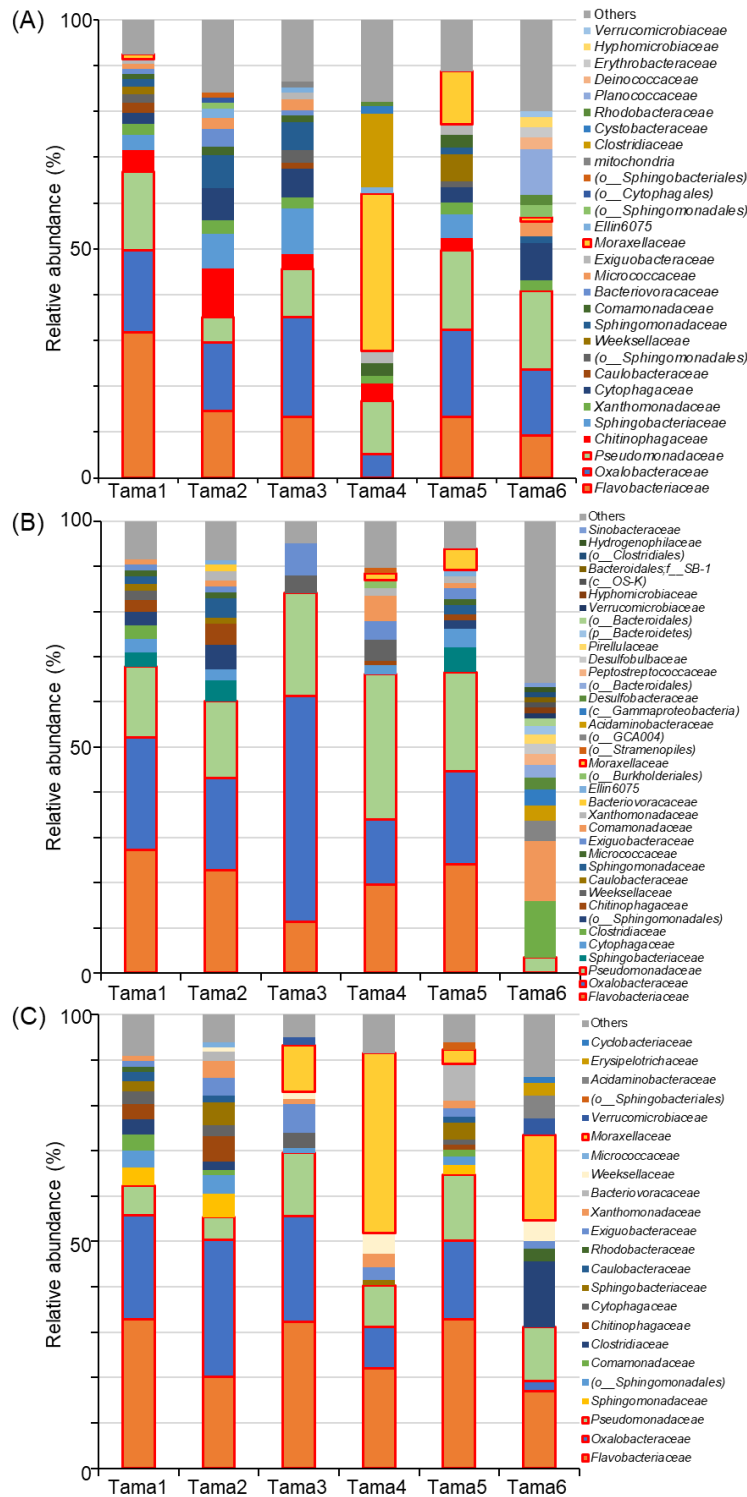 (A)
Relative abundance (%)
100
50
0
Tama1 Tama2 Tama3 Tama4 Tama5 Tama6
Others
Verrucomicrobiaceae
Hyphomicrobiaceae
Erythrobacteraceae
Deinococcaceae
Planococcaceae
Rhodobacteraceae
Cystobacteraceae
Clostridiaceae
mitochondria
(o__Sphingobacteriales)
(o__Cytophagales)
(o__Sphingomonadales)
Ellin6075
Moraxellaceae
Exiguobacteraceae
Micrococcaceae
Bacteriovoracaceae
Comamonadaceae
Sphingomonadaceae
Weeksellaceae
(o__Sphingomonadales)
Caulobacteraceae
Cytophagaceae
Xanthomonadaceae
Sphingobacteriaceae
Chitinophagaceae
Pseudomonadaceae
Oxalobacteraceae
Flavobacteriaceae
(B)
Relative abundance (%)
100
50
0
Tama1 Tama2 Tama3 Tama4 Tama5 Tama6
Others
Sinobacteraceae
Hydrogenophilaceae
(o__Clostridiales)
Bacteroidales;f__SB-1
(c__OS-K)
Hyphomicrobiaceae
Verrucomicrobiaceae
(o__Bacteroidales)
(p__Bacteroidetes)
Pirellulaceae
Desulfobulbaceae
Peptostreptococcaceae
(o__Bacteroidales)
Desulfobacteraceae
(c__Gammaproteobacteria)
Acidaminobacteraceae
(o__GCA004)
(o__Stramenopiles)
Moraxellaceae
(o__Burkholderiales)
Ellin6075
Bacteriovoracaceae
Xanthomonadaceae
Comamonadaceae
Exiguobacteraceae
Micrococcaceae
Sphingomonadaceae
Caulobacteraceae
Weeksellaceae
Chitinophagaceae
(o__Sphingomonadales)
Clostridiaceae
Cytophagaceae
Sphingobacteriaceae
Pseudomonadaceae
Oxalobacteraceae
Flavobacteriaceae
(C)
Relative abundance (%)
100
50
0
Tama1 Tama2 Tama3 Tama4 Tama5 Tama6
Others
Cyclobacteriaceae
Erysipelotrichaceae
Acidaminobacteraceae
(o__Sphingobacteriales)
Verrucomicrobiaceae
Moraxellaceae
Micrococcaceae
Weeksellaceae
Bacteriovoracaceae
Xanthomonadaceae
Exiguobacteraceae
Rhodobacteraceae
Caulobacteraceae
Sphingobacteriaceae
Cytophagaceae
Chitinophagaceae
Clostridiaceae
Comamonadaceae
(o__Sphingomonadales)
Sphingomonadaceae
Pseudomonadaceae
Oxalobacteraceae
Flavobacteriaceae